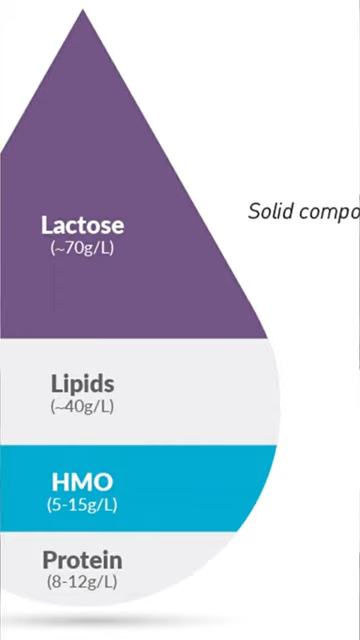 Lactose
(~70g/L)
Solid compo
Lipids
(~40g/L)
HMO
(5-15g/L)
Protein
(8-12g/L)